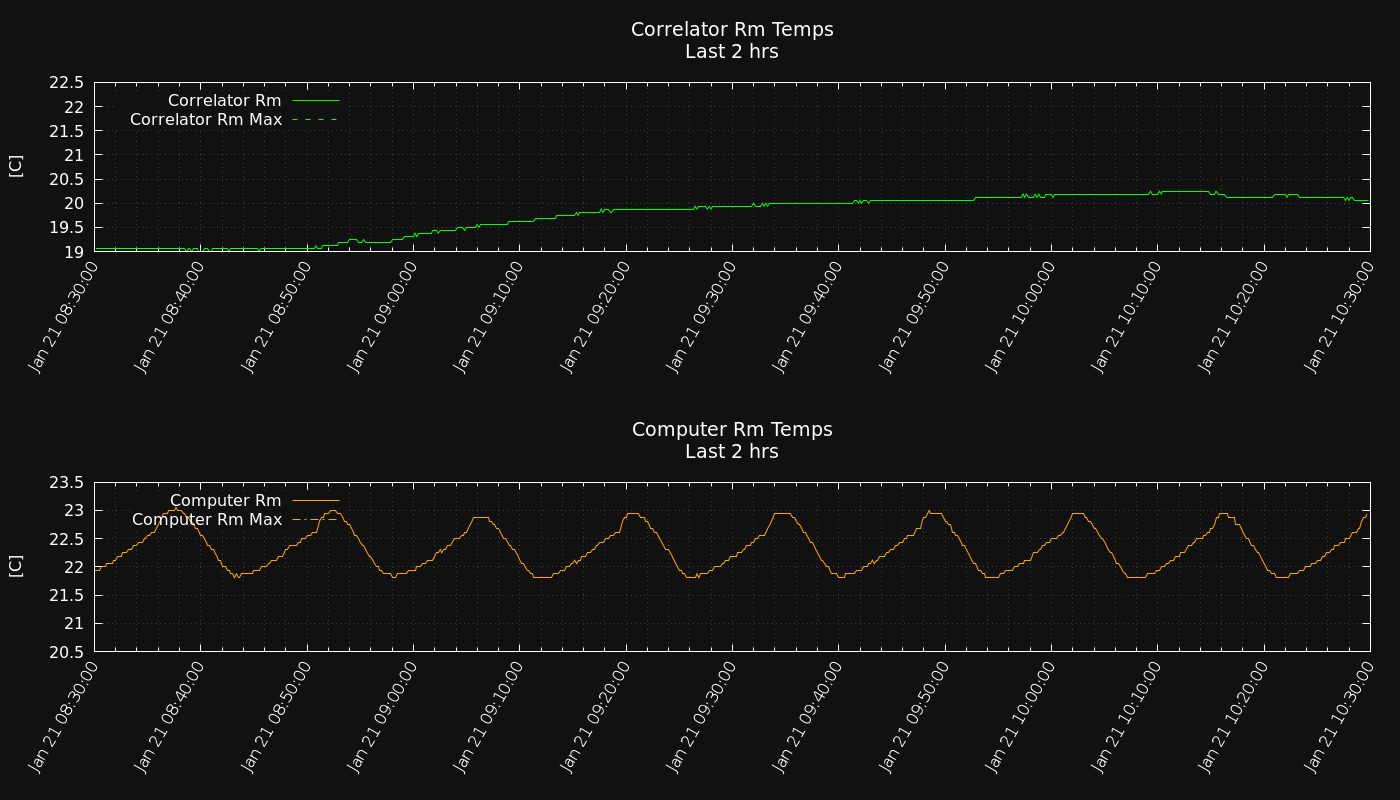 Correlator Rm Temps
Last 2 hrs
22.5
22
21.5
21
20.5
20
19.5
19
[C]
Correlator Rm
Correlator Rm Max
Jan 21 08:30:00
Jan 21 08:40:00
Jan 21 08:50:00
Jan 21 09:00:00
Jan 21 09:10:00
Jan 21 09:20:00
Jan 21 09:30:00
Jan 21 09:40:00
Jan 21 09:50:00
Jan 21 10:00:00
Jan 21 10:10:00
Jan 21 10:20:00
Jan 21 10:30:00
Computer Rm Temps
Last 2 hrs
23.5
23
22.5
22
21.5
21
20.5
[C]
Computer Rm
Computer Rm Max
Jan 21 08:30:00
Jan 21 08:40:00
Jan 21 08:50:00
Jan 21 09:00:00
Jan 21 09:10:00
Jan 21 09:20:00
Jan 21 09:30:00
Jan 21 09:40:00
Jan 21 09:50:00
Jan 21 10:00:00
Jan 21 10:10:00
Jan 21 10:20:00
Jan 21 10:30:00